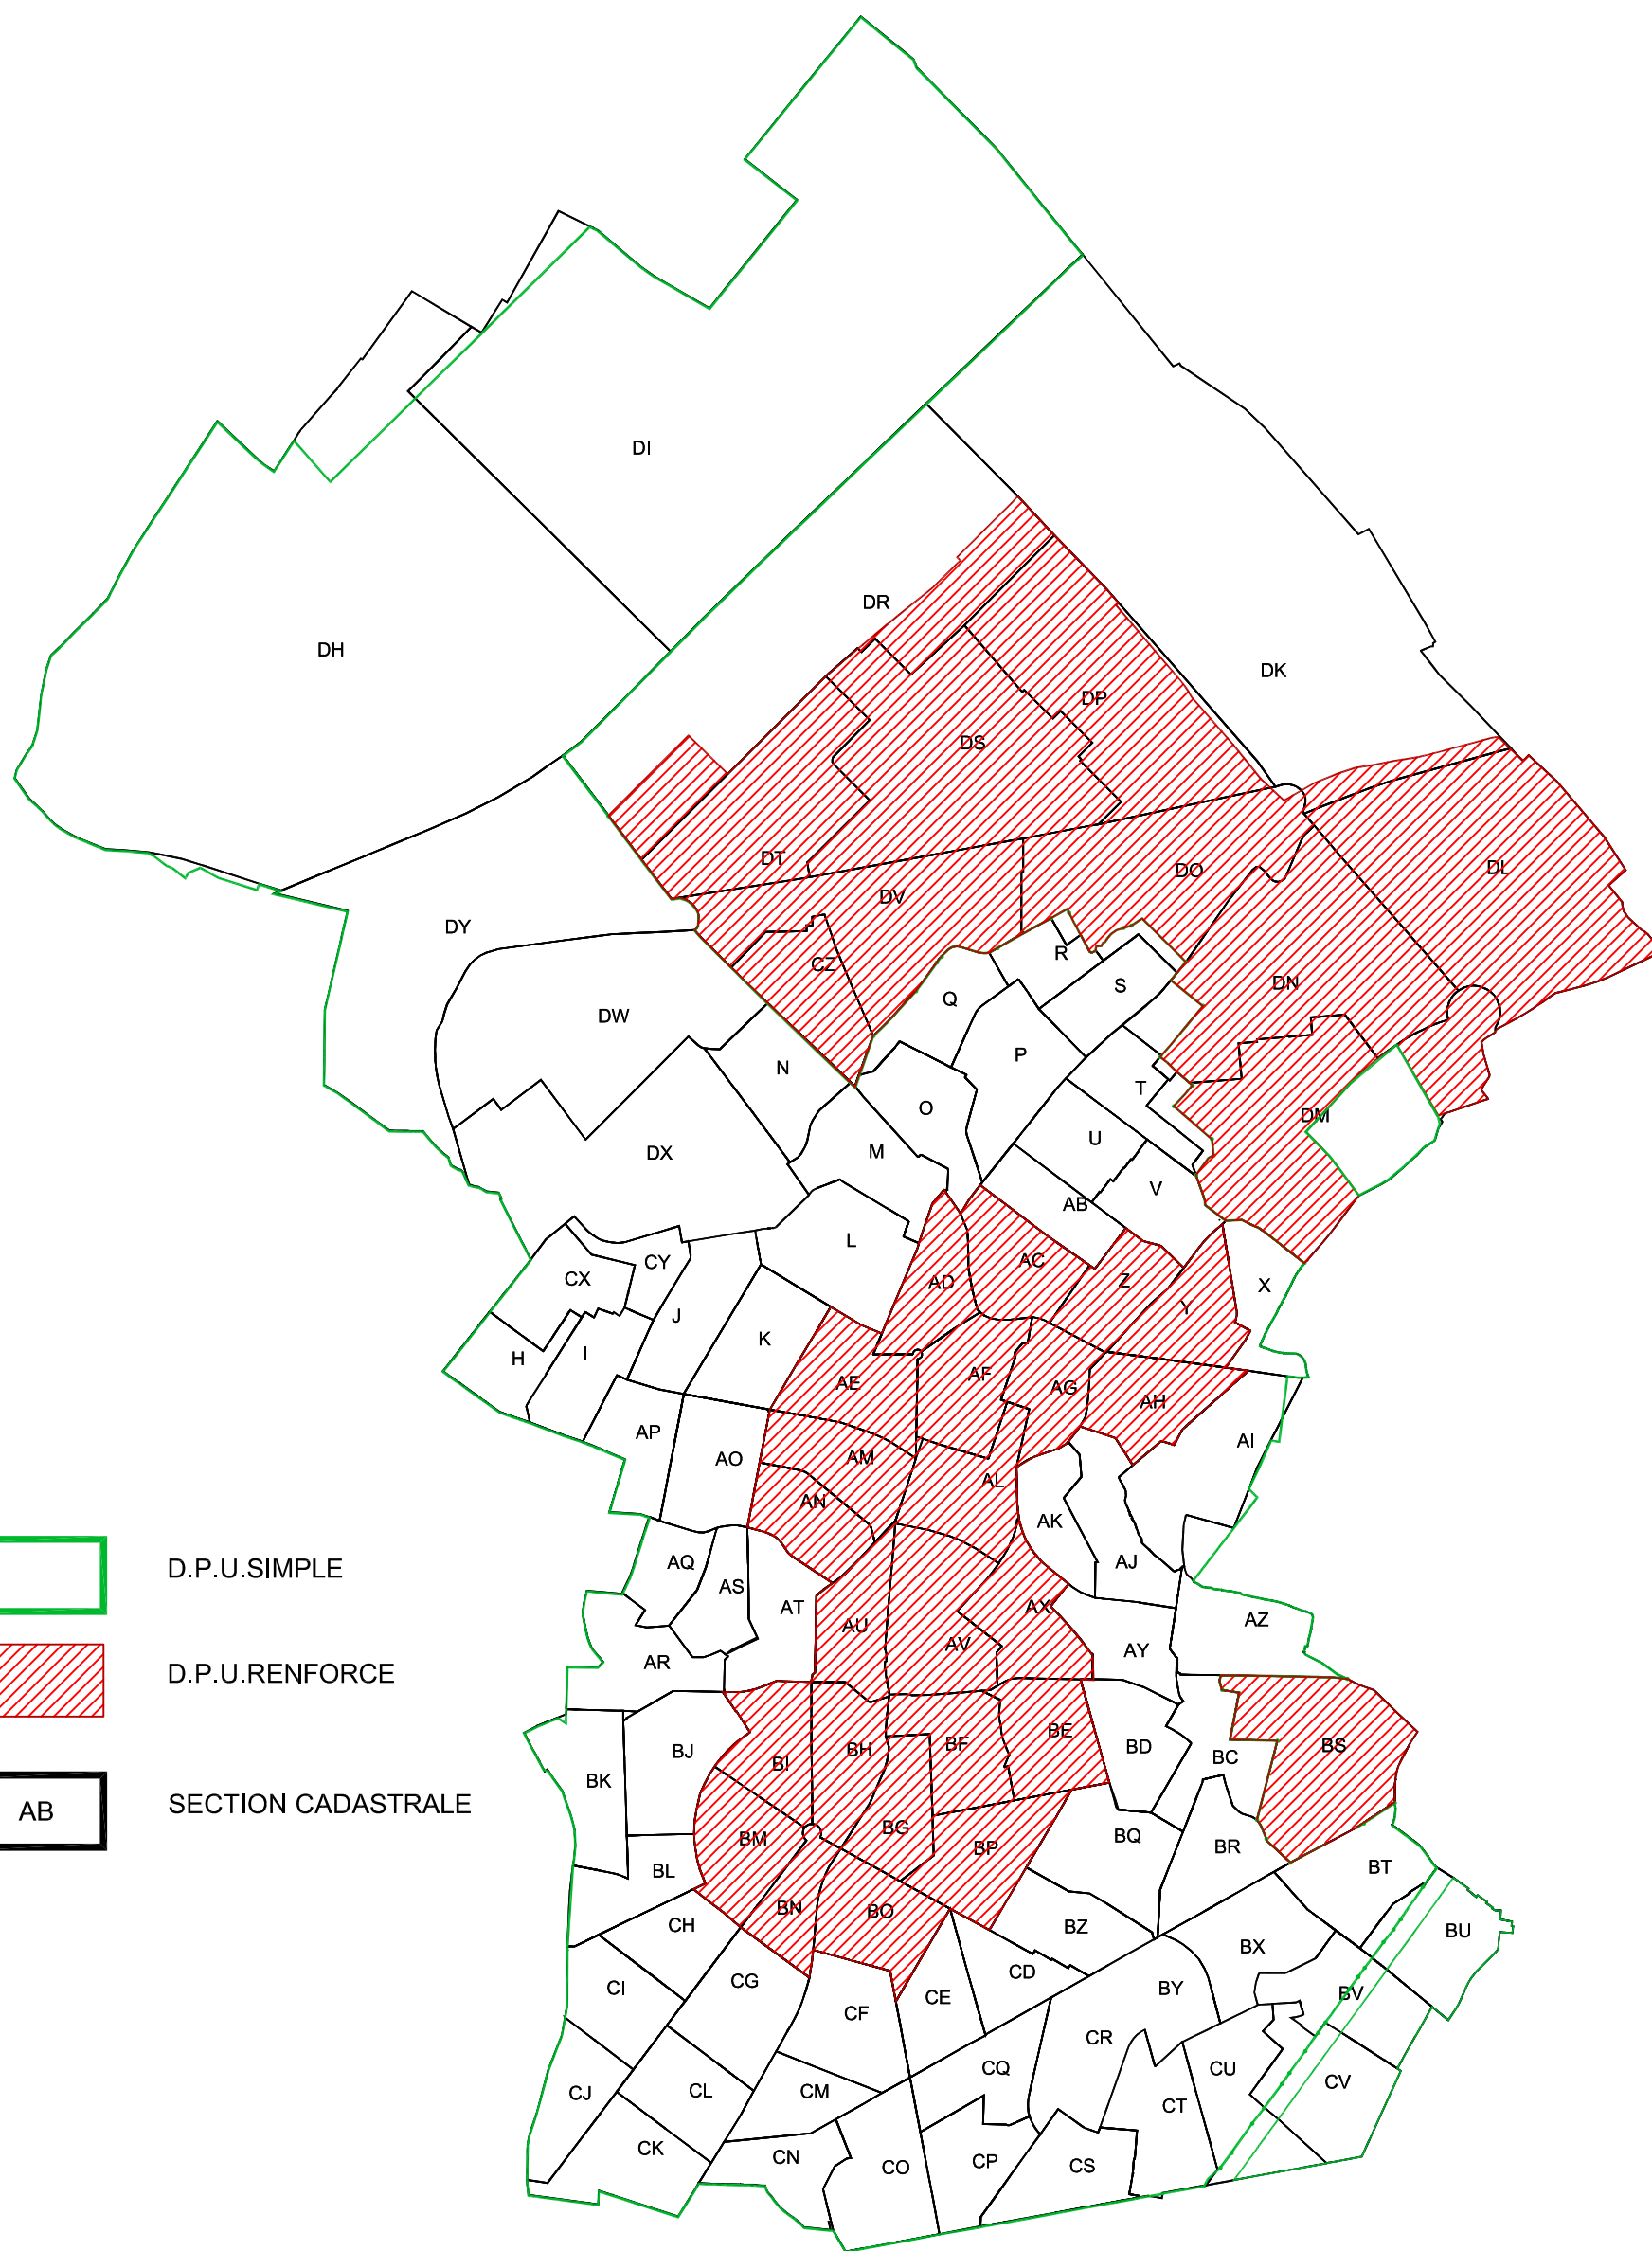 DI
DR
DH
DK
DP
DS
DT
DO
DL
DV
DY
R
CZ
S
DN
Q
DW
P
N
T
O
DM
U
M
DX
V
AB
L
AC
CY
CX
Z
AD
X
Y
J
K
I
H
AF
AE
AG
AH
AP
AI
AM
AO
AL
AN
AK
AJ
AQ
D.P.U.SIMPLE
AS
AT
AX
AZ
AU
AV
AY
AR
D.P.U.RENFORCE
BE
BF
BD
BS
BH
BJ
BC
BI
BK
AB
SECTION CADASTRALE
BG
BQ
BM
BP
BR
BT
BL
BN
BO
CH
BZ
BU
BX
CD
CG
CI
BY
BV
CE
CF
CR
CQ
CU
CV
CJ
CL
CM
CT
CK
CN
CP
CS
CO